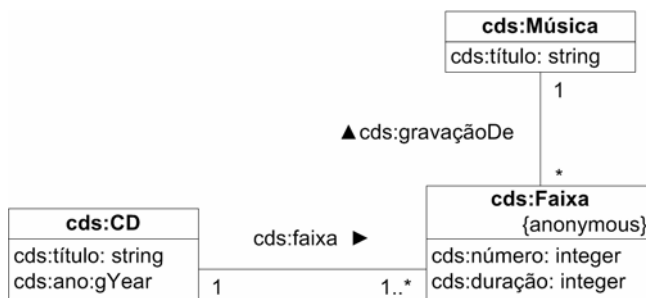 cds:Música
cds:título: string
1
▲cds:gravaçãoDe
*
cds:Faixa
{anonymous}
cds:número: integer
cds:duração: integer
cds:CD
cds:título: string
cds:ano:gYear
cds:faixa ►
1
1..*